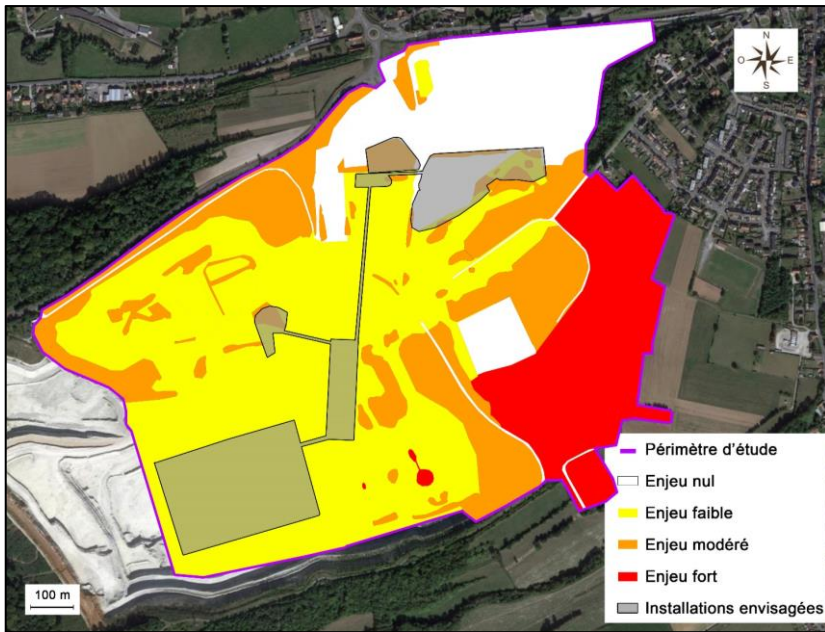 N
O E
S
Périmètre d'étude
Enjeu nul
Enjeu faible
Enjeu modéré
Enjeu fort
Installations envisagées
100 m